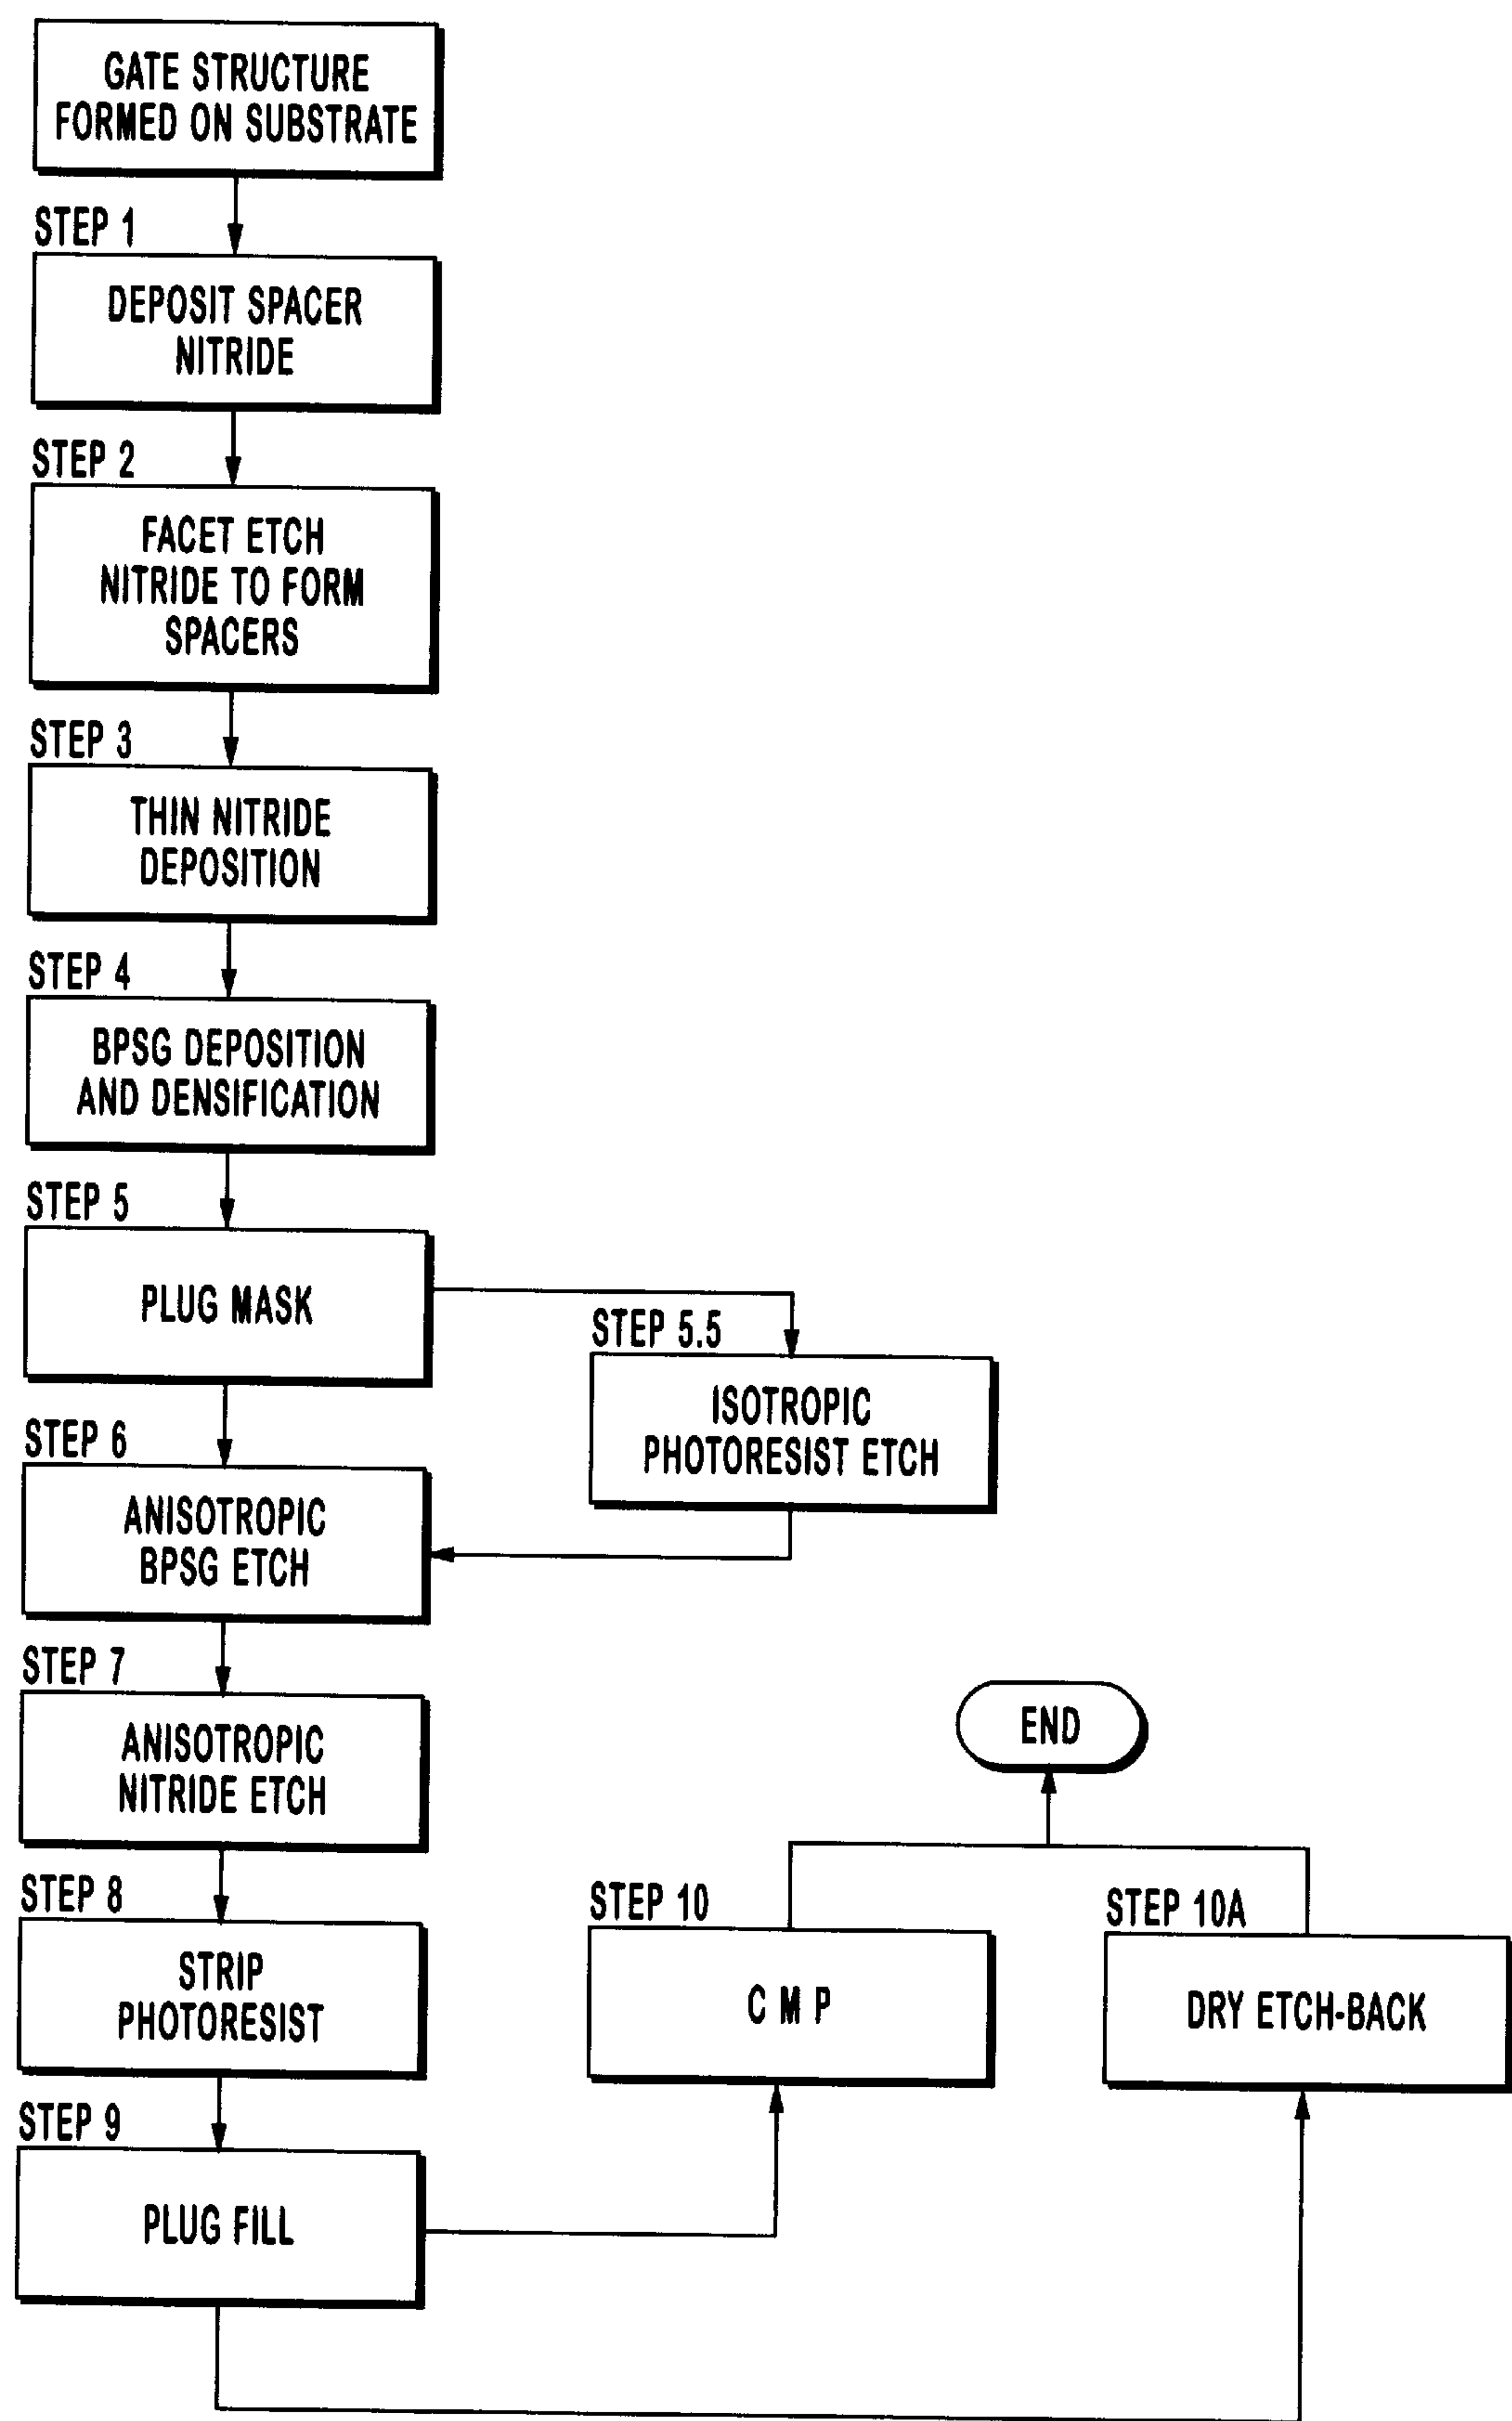 GATE STRUCTURE
FORMED ON SUBSTRATE
STEP 1
DEPOSIT SPACER
NITRIDE
STEP 2
FACET ETCH
NITRIDE TO FORM
SPACERS
STEP 3
THIN NITRIDE
DEPOSITION
STEP 4
BPSG DEPOSITION
AND DENSIFICATION
STEP 5
PLUG MASK
STEP 5.5
ISOTROPIC
PHOTORESIST ETCH
STEP 6
ANISOTROPIC
BPSG ETCH
STEP 7
ANISOTROPIC
NITRIDE ETCH
STEP 8
STRIP
PHOTORESIST
STEP 9
PLUG FILL
STEP 10
C M P
STEP 10A
DRY ETCH-BACK
END